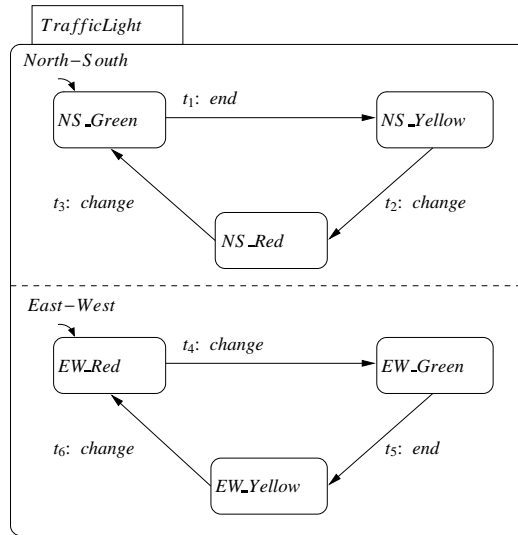 TrafficLight
North-South
t1: end
NS_Green
NS_Yellow
t3: change
t2: change
NS_Red
East-West
t4: change
EW_Red
EW_Green
t6: change
t5: end
EW_Yellow